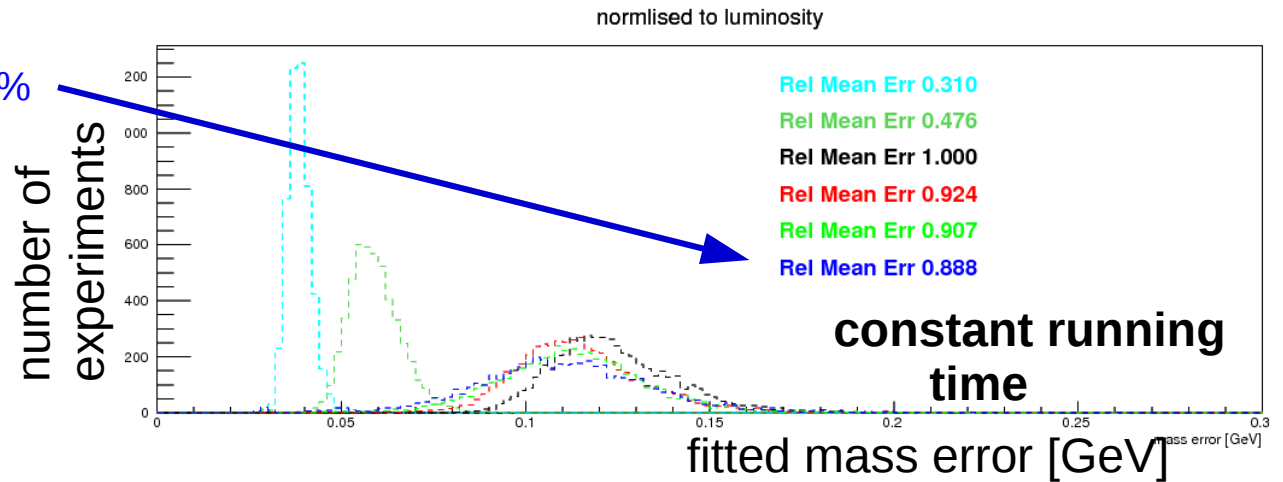 normlised to luminosity
%
number of
experiments
200
000
800
600
400
200
0
Rel Mean Err 0.310
Rel Mean Err 0.476
Rel Mean Err 1.000
Rel Mean Err 0.924
Rel Mean Err 0.907
Rel Mean Err 0.888
constant running
time
0 0.05 0.1 0.15 0.2 0.25 0.3
mass error [GeV]
fitted mass error [GeV]